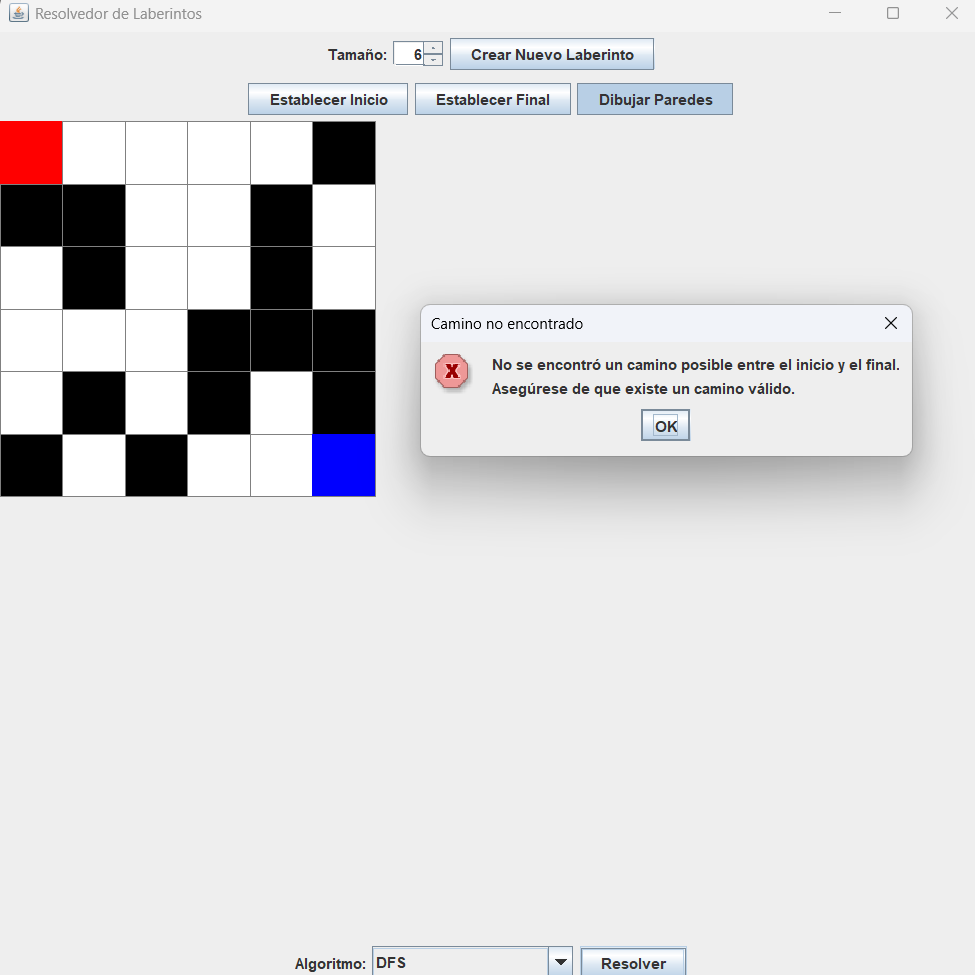 Resolvedor de Laberintos
Tamaño: 6 Crear Nuevo Laberinto
Establecer Inicio Establecer Final Dibujar Paredes
Camino no encontrado
X
No se encontró un camino posible entre el inicio y el final.
Asegúrese de que existe un camino válido.
OK
Algoritmo: DFS Resolver